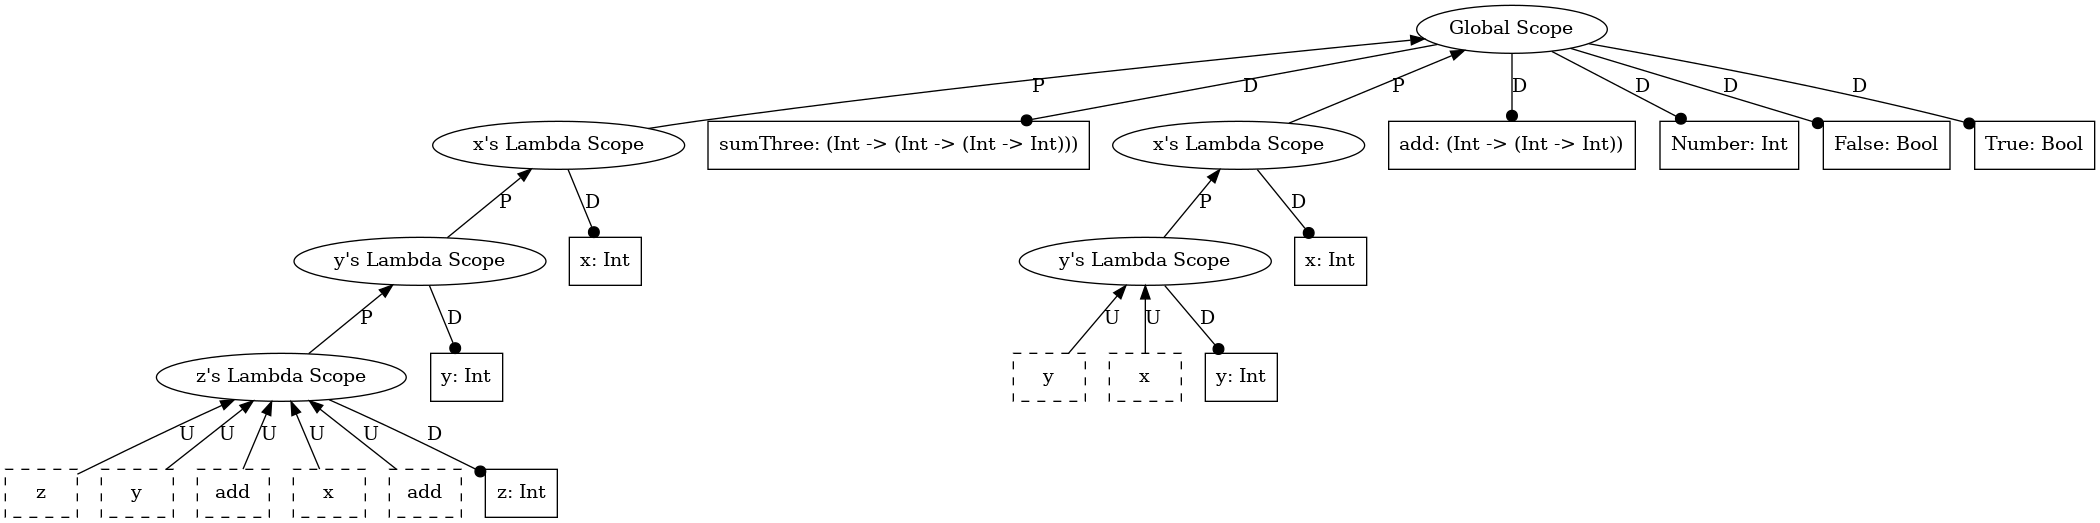 Global Scope
P
D
P
D
D
D
D
x's Lambda Scope
sumThree: (Int -> (Int -> (Int -> Int)))
x's Lambda Scope
add: (Int -> (Int -> Int))
Number: Int
False: Bool
True: Bool
P
D
P
D
y's Lambda Scope
x: Int
y's Lambda Scope
x: Int
P
D
U
U
D
z's Lambda Scope
y: Int
y
x
y: Int
U
U
U
U
U
D
z
y
add
x
add
z: Int